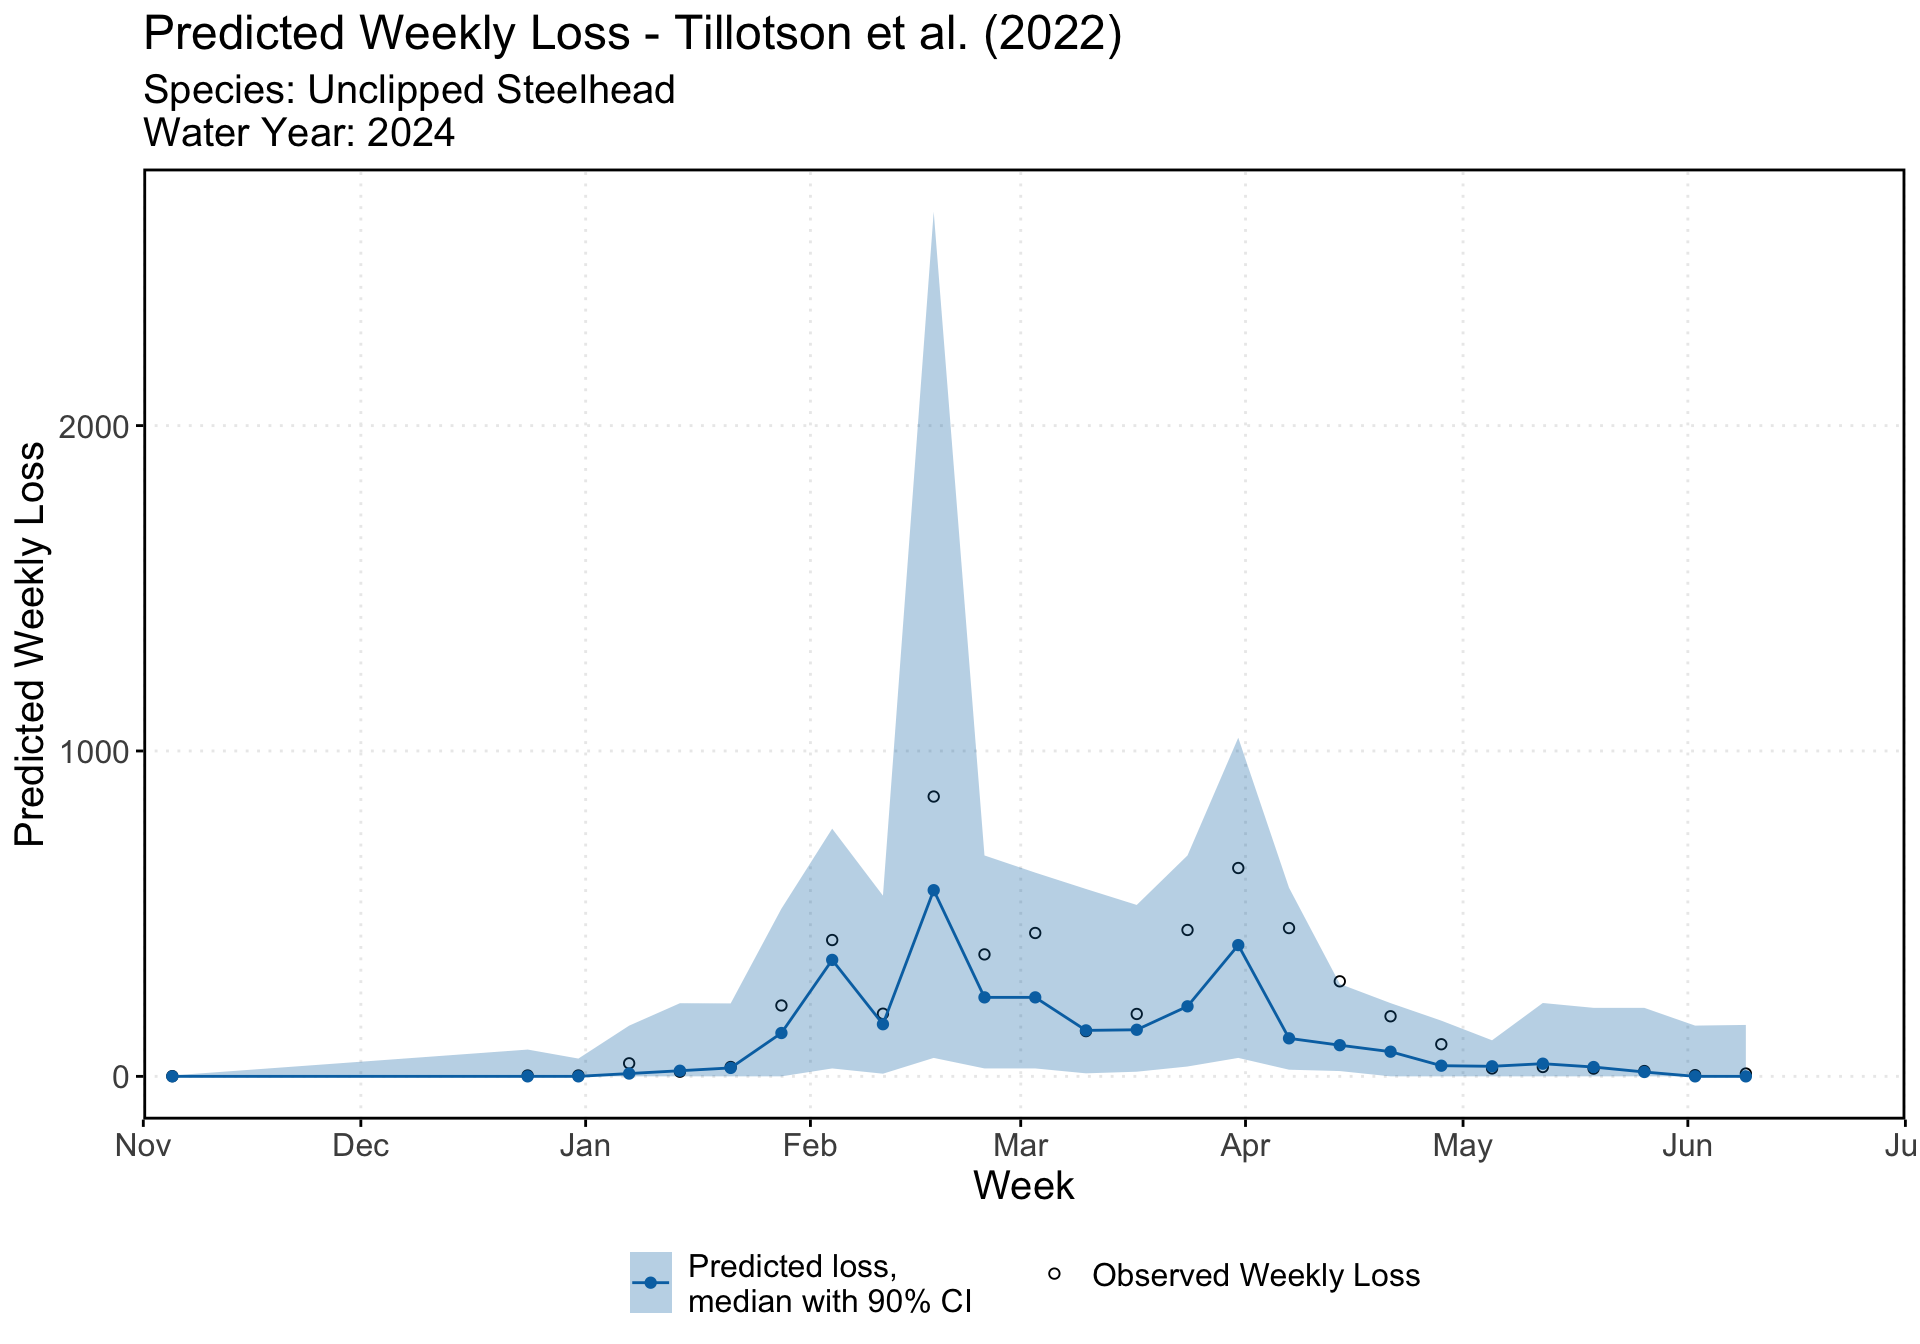 Predicted Weekly Loss - Tillotson et al. (2022)
Species: Unclipped Steelhead
Water Year: 2024
Predicted Weekly Loss
2000
1000
0
Nov Dec Jan Feb Mar Apr May Jun Ju
Week
Predicted loss,
median with 90% CI
Observed Weekly Loss